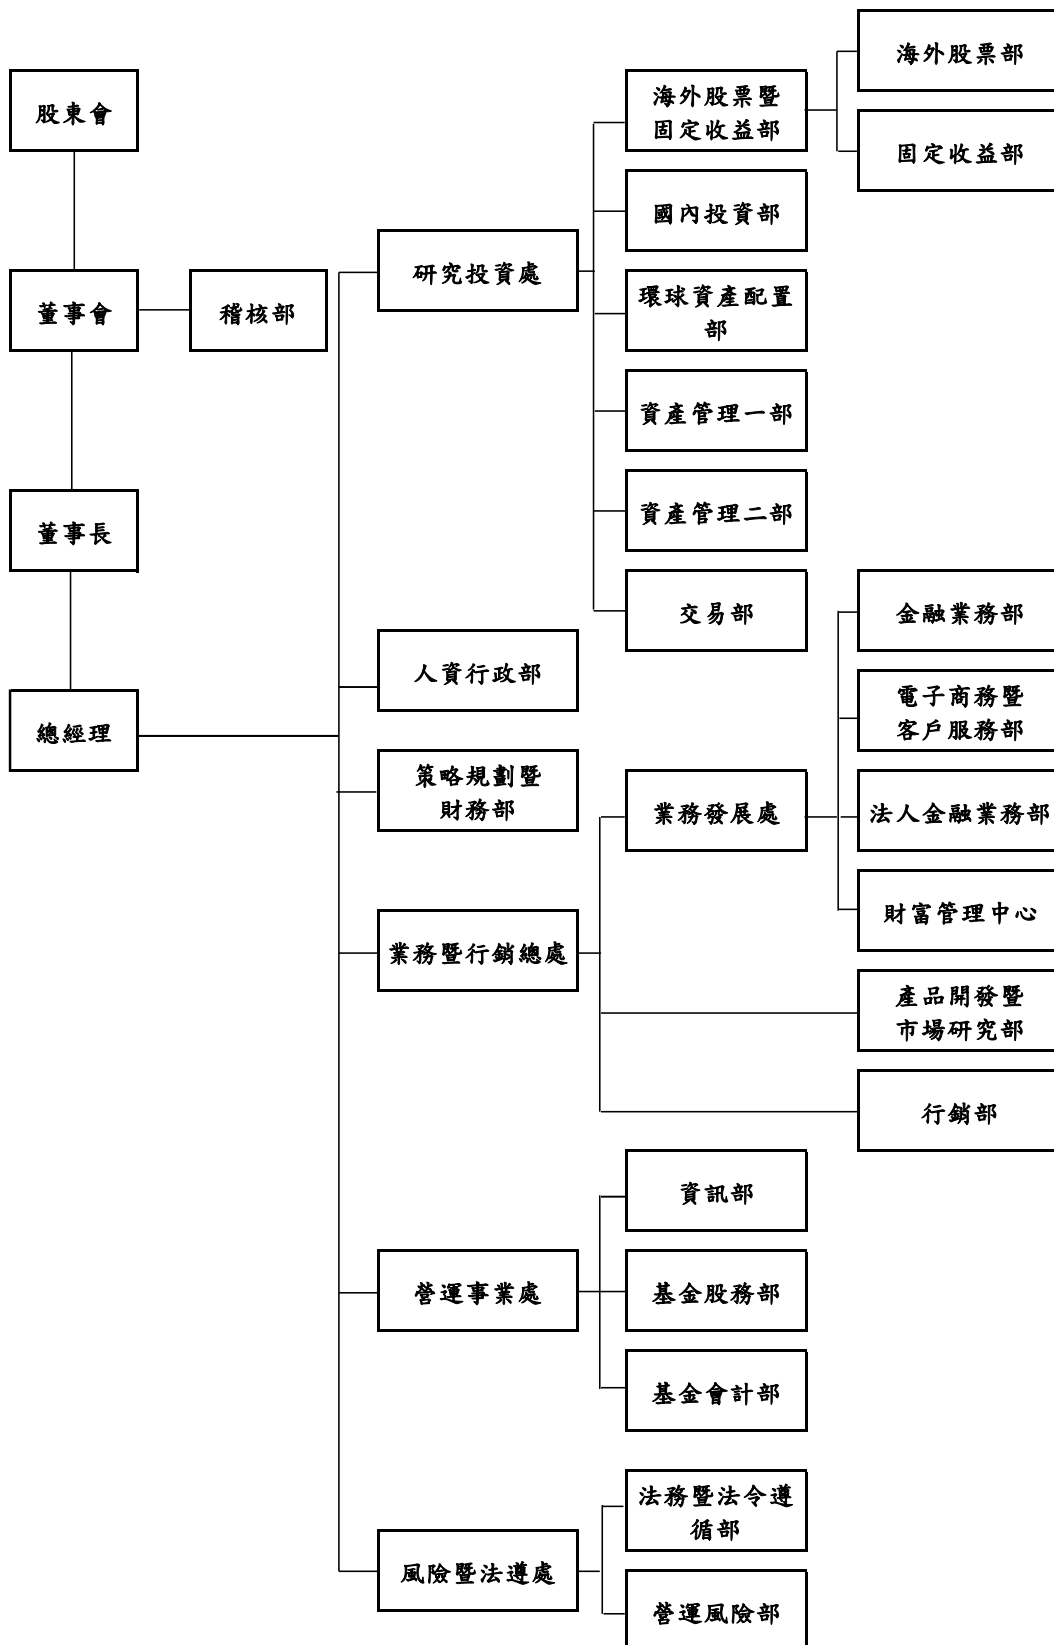 股東會
董事會
稽核部
董事長
總經理
研究投資處
海外股票暨
固定收益部
海外股票部
固定收益部
國內投資部
環球資產配置
部
資產管理一部
資產管理二部
交易部
人資行政部
策略規劃暨
財務部
業務暨行銷總處
業務發展處
金融業務部
電子商務暨
客戶服務部
法人金融業務部
財富管理中心
產品開發暨
市場研究部
行銷部
營運事業處
資訊部
基金股務部
基金會計部
風險暨法遵處
法務暨法令遵
循部
營運風險部